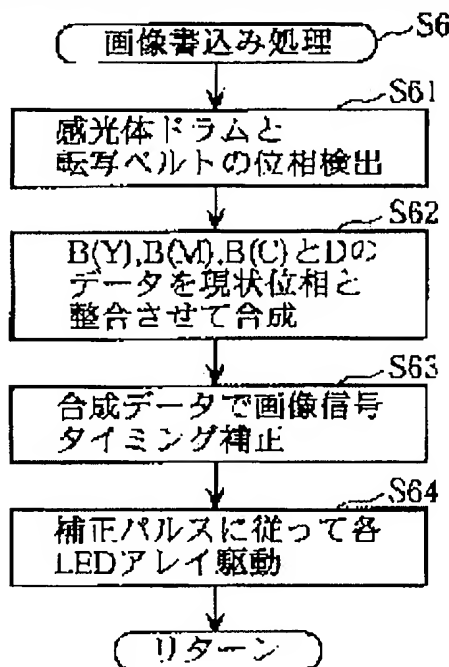 画像書込み処理 S6
S61
感光体ドラムと
転写ベルトの位相検出
S62
B(Y),B(M),B(C)とDの
データを現状位相と
整合させて合成
S63
合成データで画像信号
タイミング補正
S64
補正パルスに従って各
LEDアレイ駆動
リターン